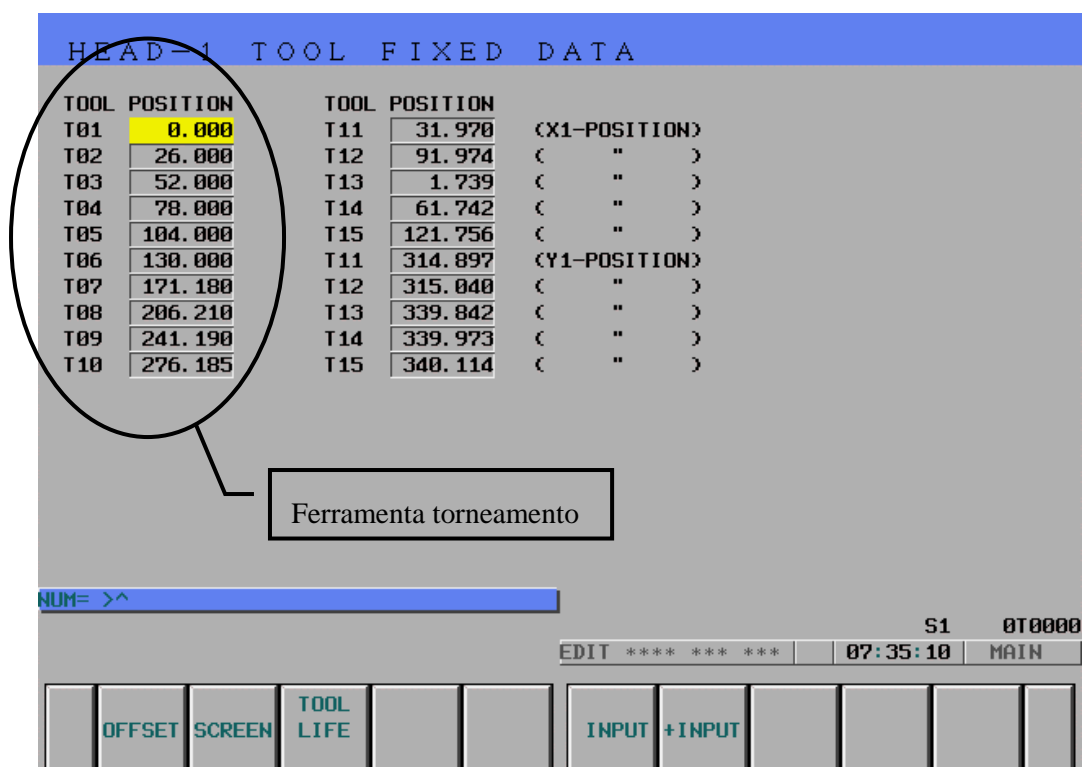 HEAD-1 TOOL FIXED DATA
TOOL POSITION TOOL POSITION
T01 0.000 T11 31.970 (X1-POSITION)
T02 26.000 T12 91.974 ( " )
T03 52.000 T13 1.739 ( " )
T04 78.000 T14 61.742 ( " )
T05 104.000 T15 121.756 ( " )
T06 130.000 T11 314.897 (Y1-POSITION)
T07 171.180 T12 315.040 ( " )
T08 206.210 T13 339.842 ( " )
T09 241.190 T14 339.973 ( " )
T10 276.185 T15 340.114 ( " )
Ferramenta torneamento
NUM= >^
S1 0T0000
EDIT **** *** *** 07:35:10 MAIN
OFFSET SCREEN TOOL LIFE INPUT +INPUT